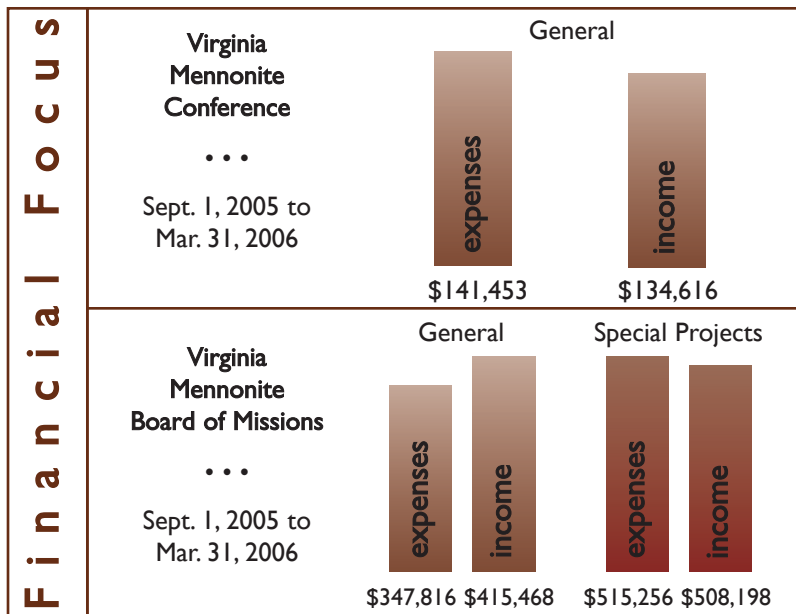 Financial Focus
Virginia
Mennonite
Conference
• • •
Sept. 1, 2005 to
Mar. 31, 2006
General
expenses
income
$141,453
$134,616
Virginia
Mennonite
Board of Missions
• • •
Sept. 1, 2005 to
Mar. 31, 2006
General
expenses
income
$347,816 $415,468
Special Projects
expenses
income
$515,256 $508,198